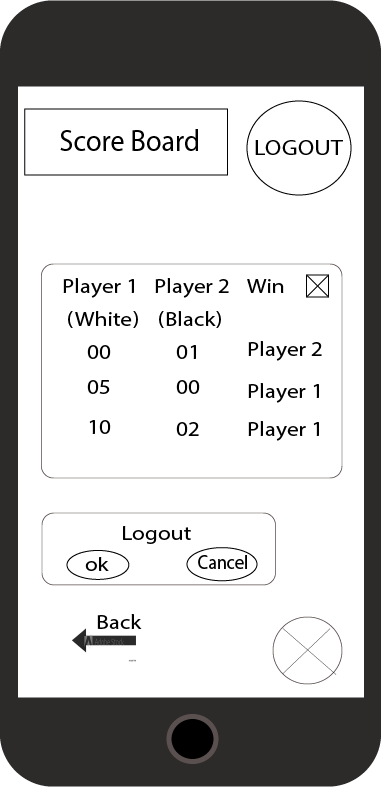 Score Board
LOGOUT
Player 1 Player 2 Win
(White) (Black)
00 01 Player 2
05 00 Player 1
10 02 Player 1
Logout
ok Cancel
Back